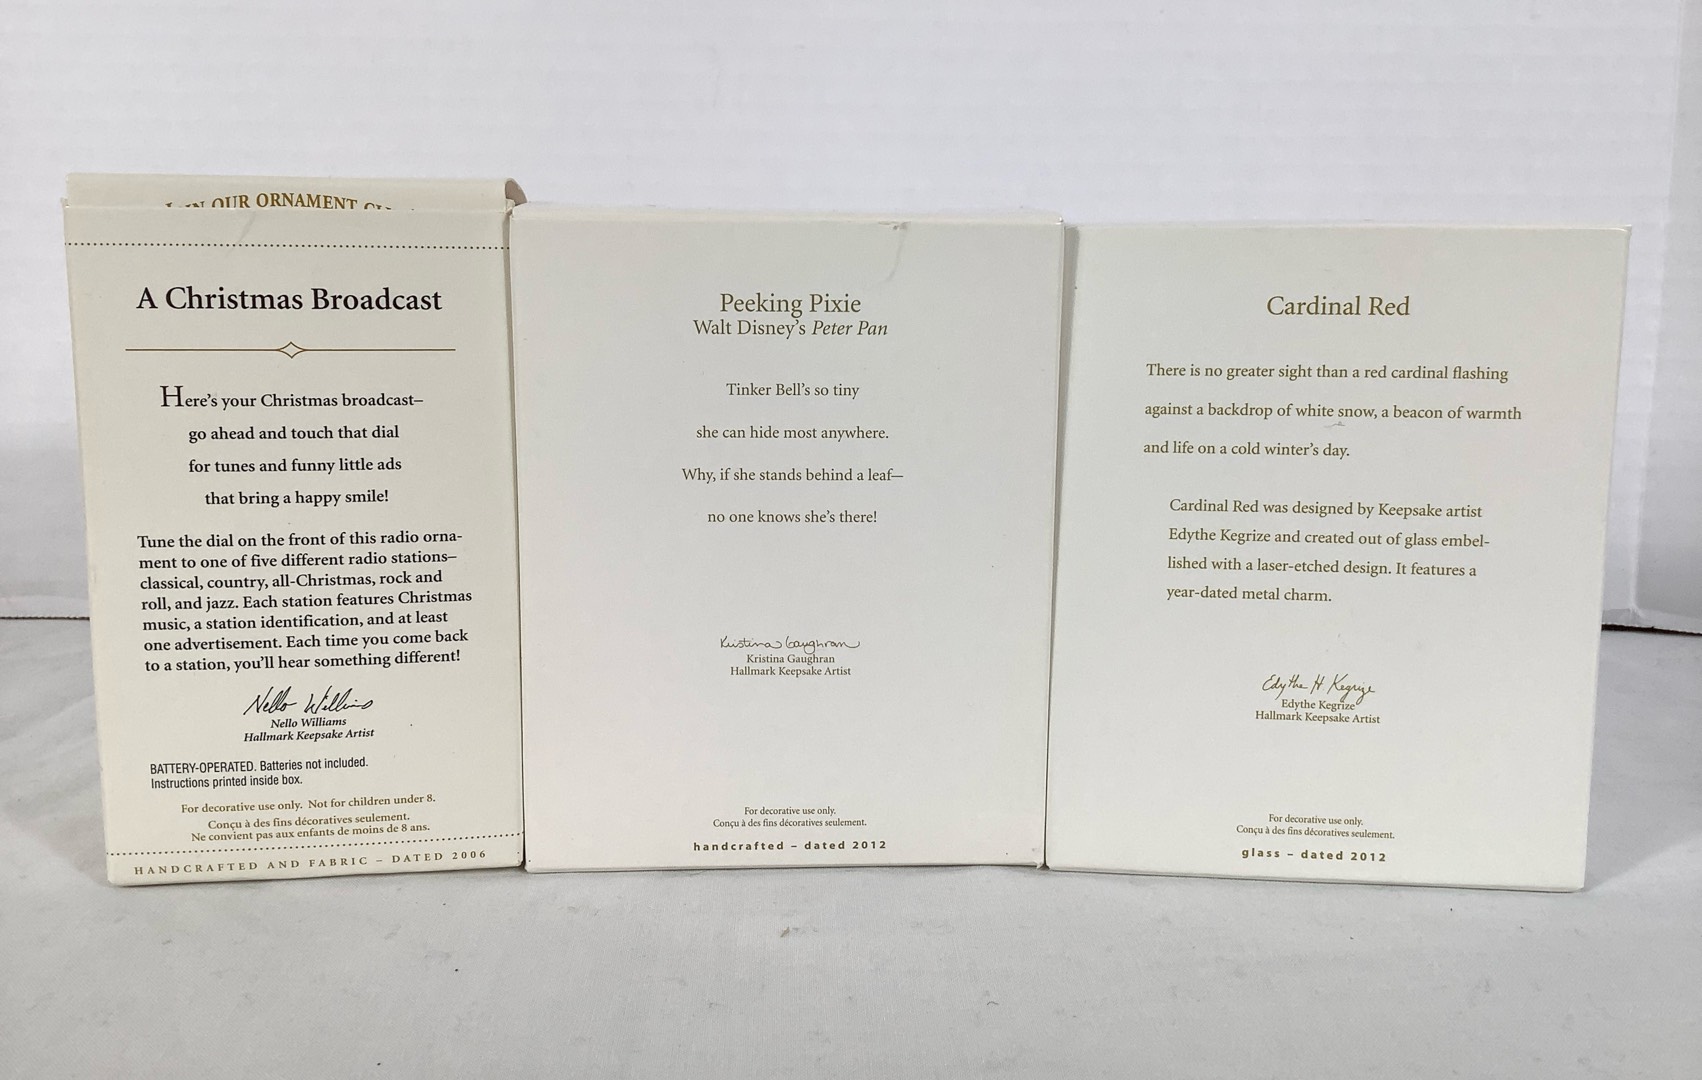 OUR ORNAMENT
A Christmas Broadcast
Here's your Christmas broadcast–
go ahead and touch that dial
for tunes and funny little ads
that bring a happy smile!
Tune the dial on the front of this radio orna-
ment to one of five different radio stations–
classical, country, all-Christmas, rock and
roll, and jazz. Each station features Christmas
music, a station identification, and at least
one advertisement. Each time you come back
to a station, you'll hear something different!
Nello Williams
Nello Williams
Hallmark Keepsake Artist
BATTERY-OPERATED. Batteries not included.
Instructions printed inside box.
For decorative use only. Not for children under 8.
Conçu à des fins décoratives seulement.
Ne convient pas aux enfants de moins de 8 ans.
HANDCRAFTED AND FABRIC – DATED 2006
Peeking Pixie
Walt Disney's Peter Pan
Tinker Bell's so tiny
she can hide most anywhere.
Why, if she stands behind a leaf—
no one knows she's there!
Kristina Gaughran
Kristina Gaughran
Hallmark Keepsake Artist
For decorative use only.
Conçu à des fins décoratives seulement.
handcrafted – dated 2012
Cardinal Red
There is no greater sight than a red cardinal flashing
against a backdrop of white snow, a beacon of warmth
and life on a cold winter's day.
Cardinal Red was designed by Keepsake artist
Edythe Kegrize and created out of glass embel-
lished with a laser-etched design. It features a
year-dated metal charm.
Edythe H. Kegrize
Edythe Kegrize
Hallmark Keepsake Artist
For decorative use only.
Conçu à des fins décoratives seulement.
glass – dated 2012